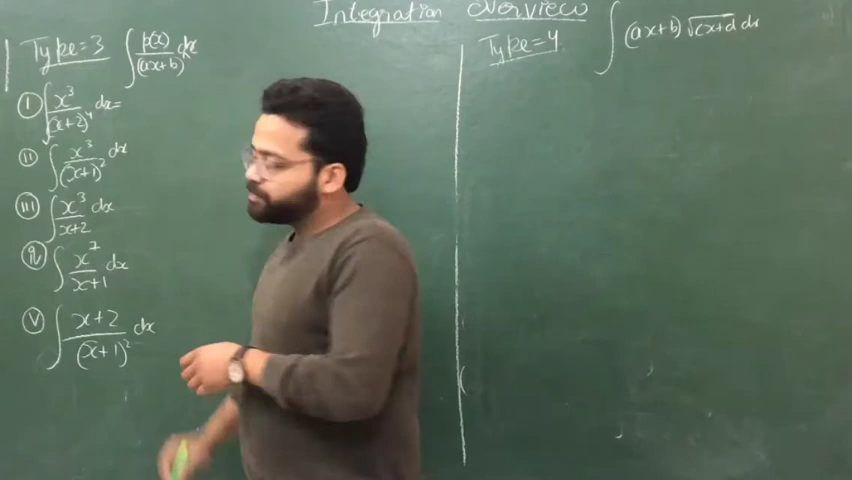 Integration Overview
Type=3 ∫ p(x)/(ax+b)^k dx
(i) ∫ x³/(x+2)⁴ dx=
(ii) ∫ x³/(x+1)² dx
(iii) ∫ x³/x+2 dx
(iv) ∫ x⁷/x+1 dx
(v) ∫ x+2/(x+1)² dx
Type=4 ∫ (ax+b) √cx+d dx